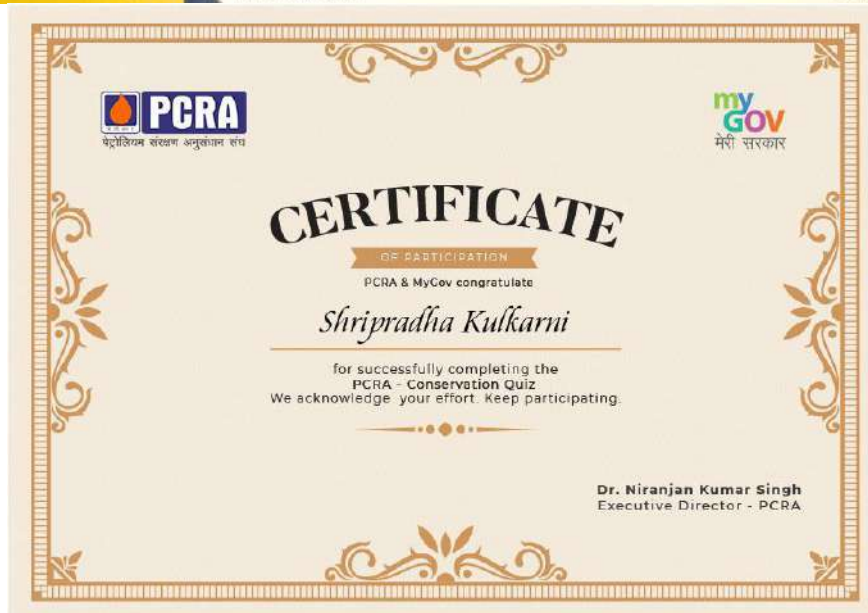 PCRA
पेट्रोलियम संरक्षण अनुसंधान संघ
my
GOV
मेरी सरकार
CERTIFICATE
OF PARTICIPATION
PCRA & MyGov congratulate
Shripradha Kulkarni
for successfully completing the
PCRA - Conservation Quiz
We acknowledge your effort. Keep participating.
Dr. Niranjan Kumar Singh
Executive Director - PCRA